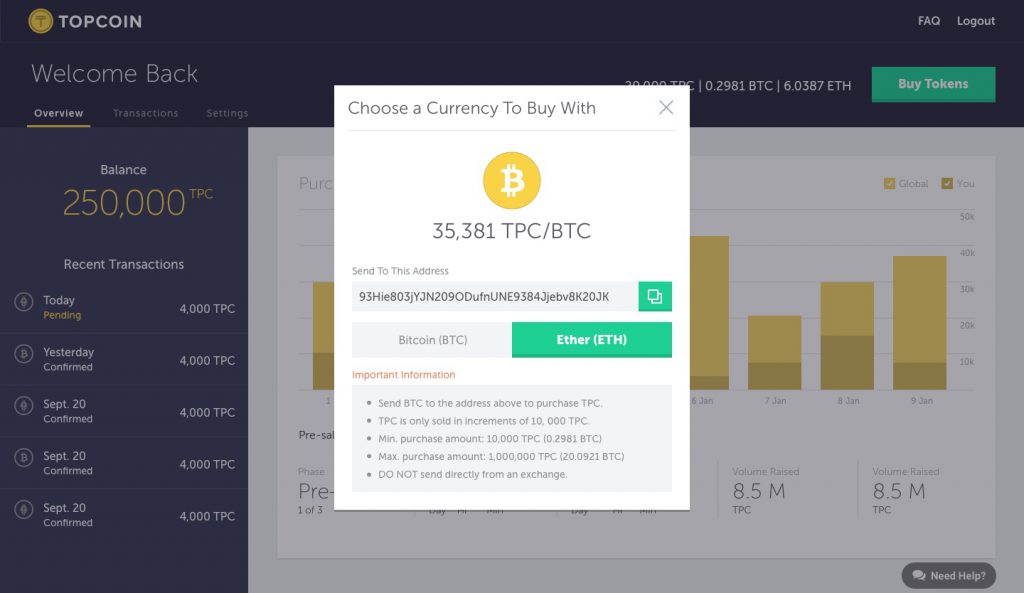 TOPCOIN
FAQ Logout
Welcome Back
20,009 TPC | 0.2981 BTC | 6.0387 ETH
Buy Tokens
Overview Transactions Settings
Balance
250,000 TPC
Recent Transactions
Today
Pending
4,000 TPC
Yesterday
Confirmed
4,000 TPC
Sept. 20
Confirmed
4,000 TPC
Sept. 20
Confirmed
4,000 TPC
Sept. 20
Confirmed
4,000 TPC
Choose a Currency To Buy With
35,381 TPC/BTC
Send To This Address
93Hie803jYJN209ODufnUNE9384Jjebv8K20JK
Bitcoin (BTC) Ether (ETH)
Important Information
Send BTC to the address above to purchase TPC.
TPC is only sold in increments of 10, 000 TPC.
Min. purchase amount: 10,000 TPC (0.2981 BTC)
Max. purchase amount: 1,000,000 TPC (20.0921 BTC)
DO NOT send directly from an exchange.
Purc
Global You
50k
40k
30k
20k
10k
1
6 Jan 7 Jan 8 Jan 9 Jan
Pre-sal
Phase
Pre-
1 of 3
Day Hr Min
Day Hr Min
Volume Raised
8.5 M
TPC
Volume Raised
8.5 M
TPC
Need Help?